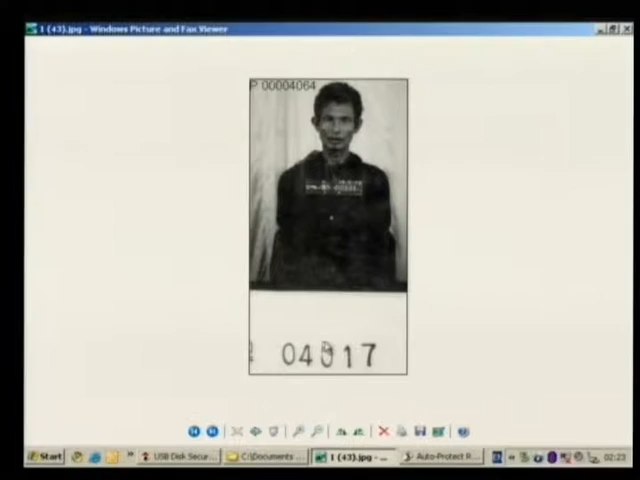 1 (43).jpg - Windows Picture and Fax Viewer
P 00004064
04017
Start
USB Disk Secur...
C:\Documents ...
1 (43).jpg - ...
Auto-Protect R...
02:23